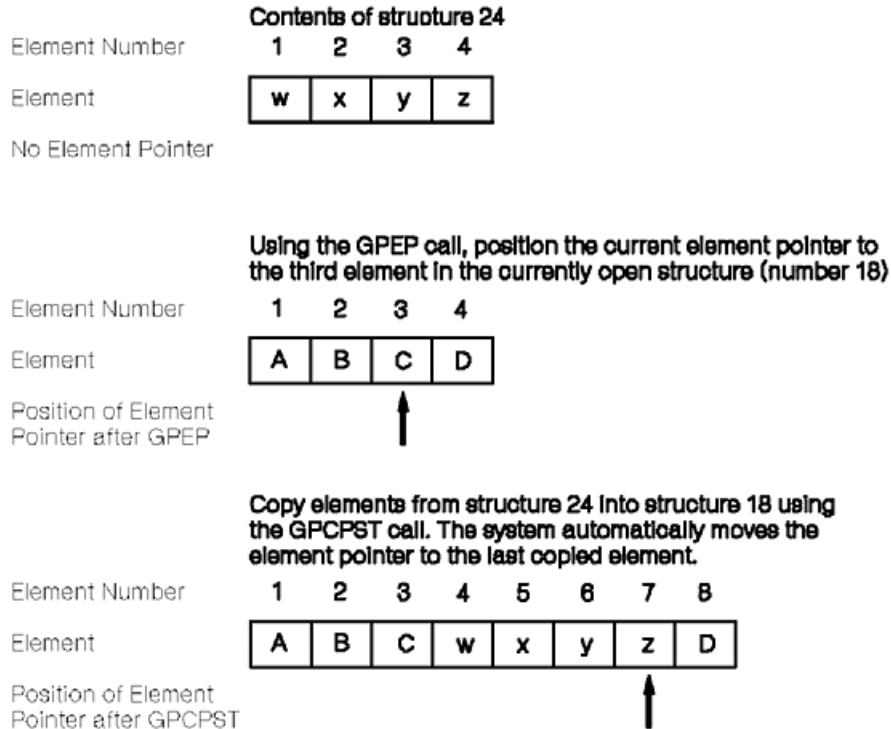 Contents of structure 24
Element Number 1 2 3 4
Element w x y z
No Element Pointer
Using the GPEP call, position the current element pointer to
the third element in the currently open structure (number 18)
Element Number 1 2 3 4
Element A B C D
Position of Element
Pointer after GPEP
Copy elements from structure 24 into structure 18 using
the GPCPST call. The system automatically moves the
element pointer to the last copied element.
Element Number 1 2 3 4 5 6 7 8
Element A B C w x y z D
Position of Element
Pointer after GPCPST